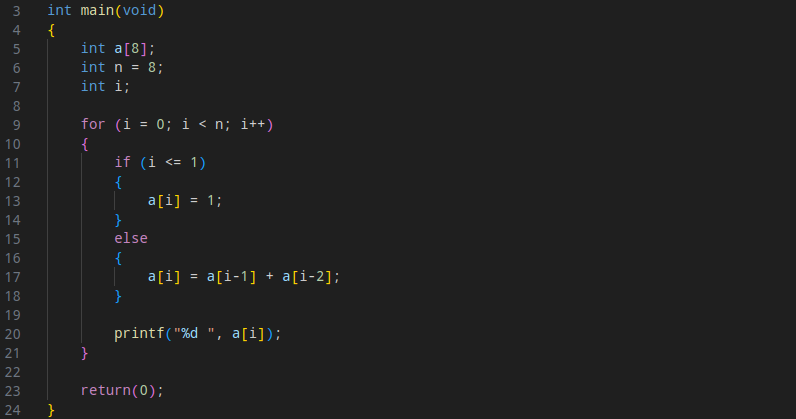 3 int main(void)
4 {
5     int a[8];
6     int n = 8;
7     int i;
8
9     for (i = 0; i < n; i++)
10     {
11         if (i <= 1)
12         {
13             a[i] = 1;
14         }
15         else
16         {
17             a[i] = a[i-1] + a[i-2];
18         }
19
20         printf("%d ", a[i]);
21     }
22
23     return(0);
24 }